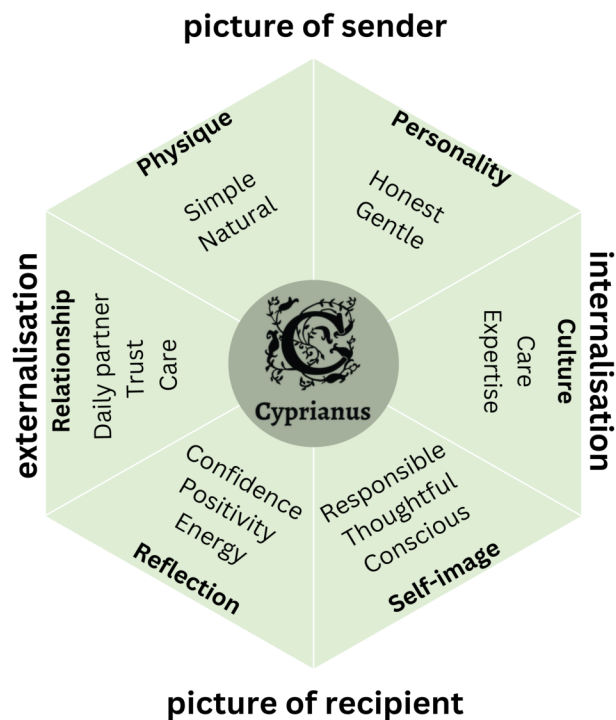 picture of sender
Physique
Simple
Natural
Personality
Honest
Gentle
externalisation
Relationship
Daily partner
Trust
Care
C
Cyprianus
Care
Expertise
Culture
internalisation
Confidence
Positivity
Energy
Reflection
Responsible
Thoughtful
Conscious
Self-image
picture of recipient